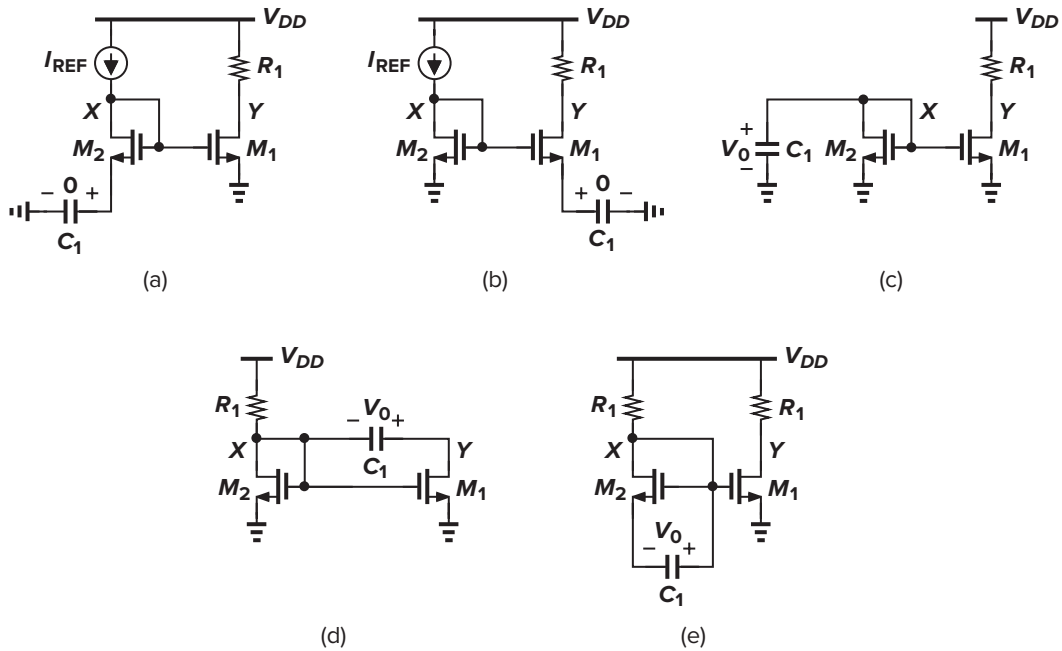 V_DD V_DD V_DD
I_REF R_1 I_REF R_1 R_1
X Y X Y X Y
M_2 M_1 M_2 M_1 + V_0 − C_1 M_2 M_1
− 0 + + 0 −
C_1 C_1
(a) (b) (c)
V_DD V_DD
R_1 − V_0 + R_1 R_1
X C_1 Y X Y
M_2 M_1 M_2 M_1
− V_0 +
C_1
(d) (e)